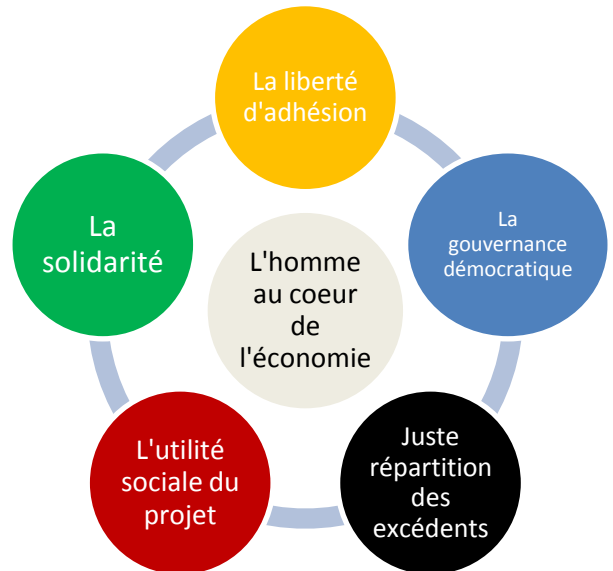 La liberté
d'adhésion
La
gouvernance
démocratique
Juste
répartition
des
excédents
L'utilité
sociale du
projet
La
solidarité
L'homme
au coeur
de
l'économie